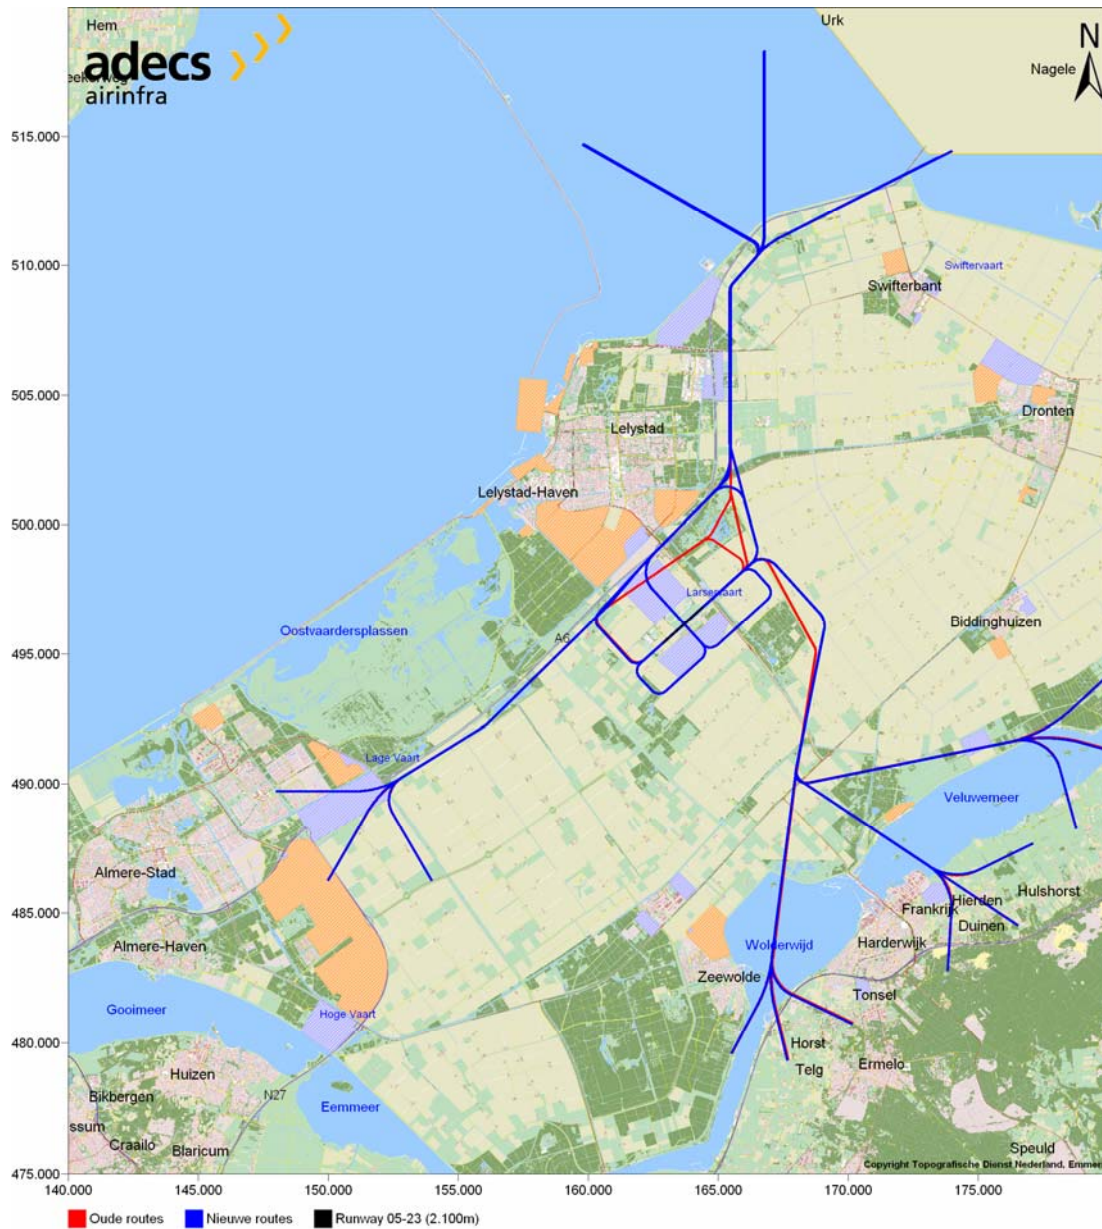 Hem
Urk
N
adecs
airinfra
Nagele
515.000
510.000
Swiftervaart
Swifterbant
505.000
Dronten
Lelystad
Lelystad-Haven
500.000
Larservaart
Biddinghuizen
Oostvaardersplassen
A6
495.000
Lage Vaart
490.000
Veluwemeer
Almere-Stad
Hulshorst
Hierden
Frankrijk
Duinen
485.000
Almere-Haven
Harderwijk
Wolderwijd
Zeewolde
Tonsel
Gooimeer
Hoge Vaart
480.000
Horst
Ermelo
Telg
Huizen
N27
Bikbergen
Eemmeer
ssum
Craailo
Blaricum
Speuld
Copyright Topografische Dienst Nederland, Emmen
475.000
140.000 145.000 150.000 155.000 160.000 165.000 170.000 175.000
Oude routes Nieuwe routes Runway 05-23 (2.100m)